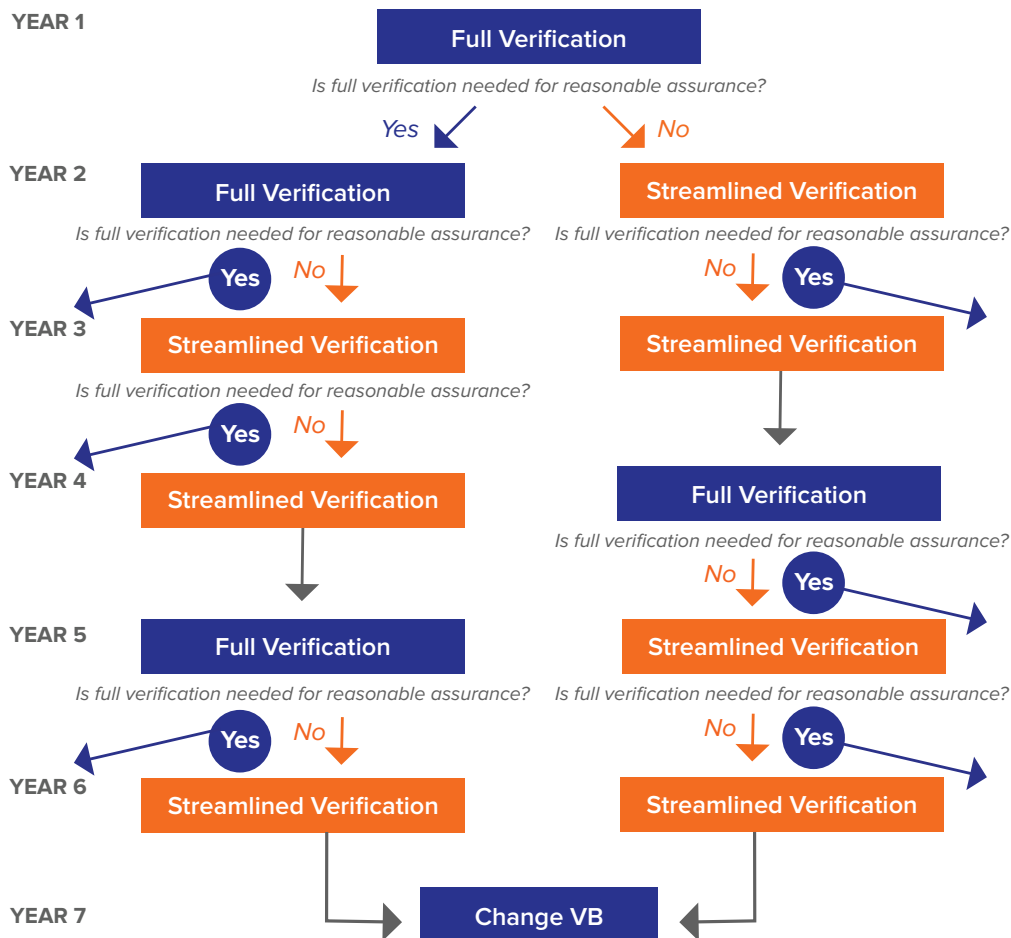 YEAR 1
Full Verification
Is full verification needed for reasonable assurance?
Yes
No
YEAR 2
Full Verification
Streamlined Verification
Is full verification needed for reasonable assurance?
Is full verification needed for reasonable assurance?
Yes
No
No
Yes
YEAR 3
Streamlined Verification
Streamlined Verification
Is full verification needed for reasonable assurance?
Yes
No
YEAR 4
Streamlined Verification
Full Verification
Is full verification needed for reasonable assurance?
No
Yes
YEAR 5
Full Verification
Streamlined Verification
Is full verification needed for reasonable assurance?
Is full verification needed for reasonable assurance?
Yes
No
No
Yes
YEAR 6
Streamlined Verification
Streamlined Verification
YEAR 7
Change VB